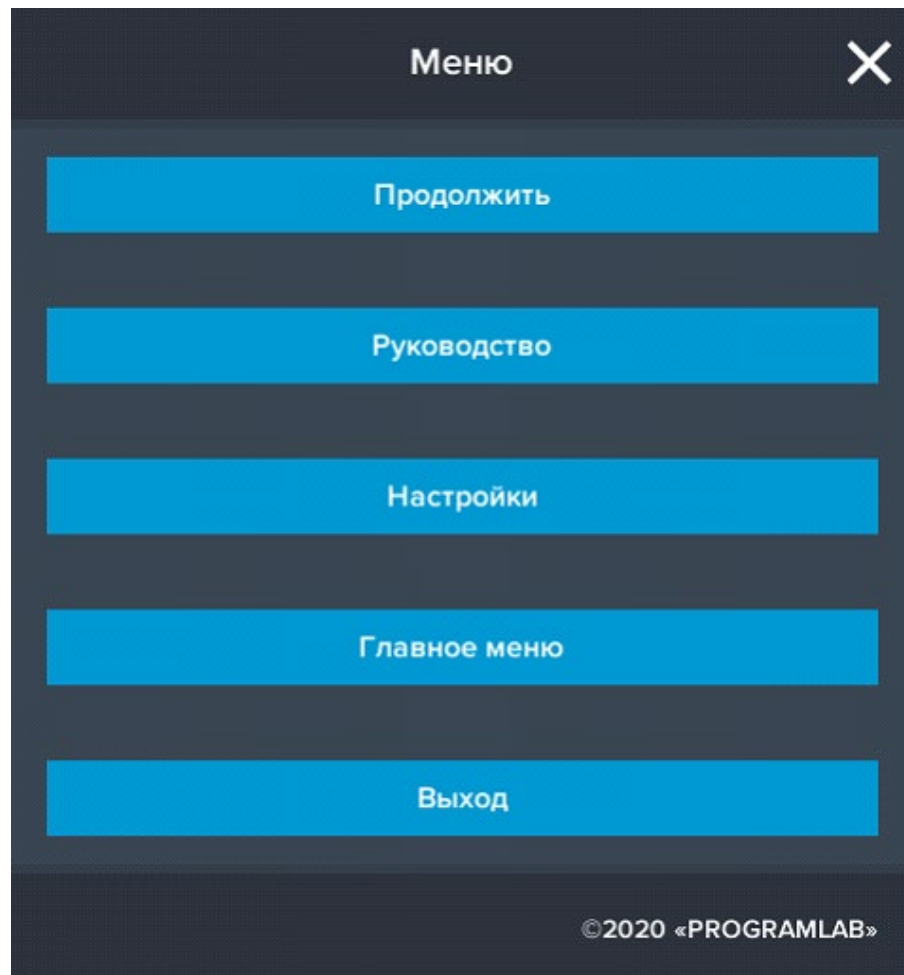 Меню
Продолжить
Руководство
Настройки
Главное меню
Выход
©2020 «PROGRAMLAB»